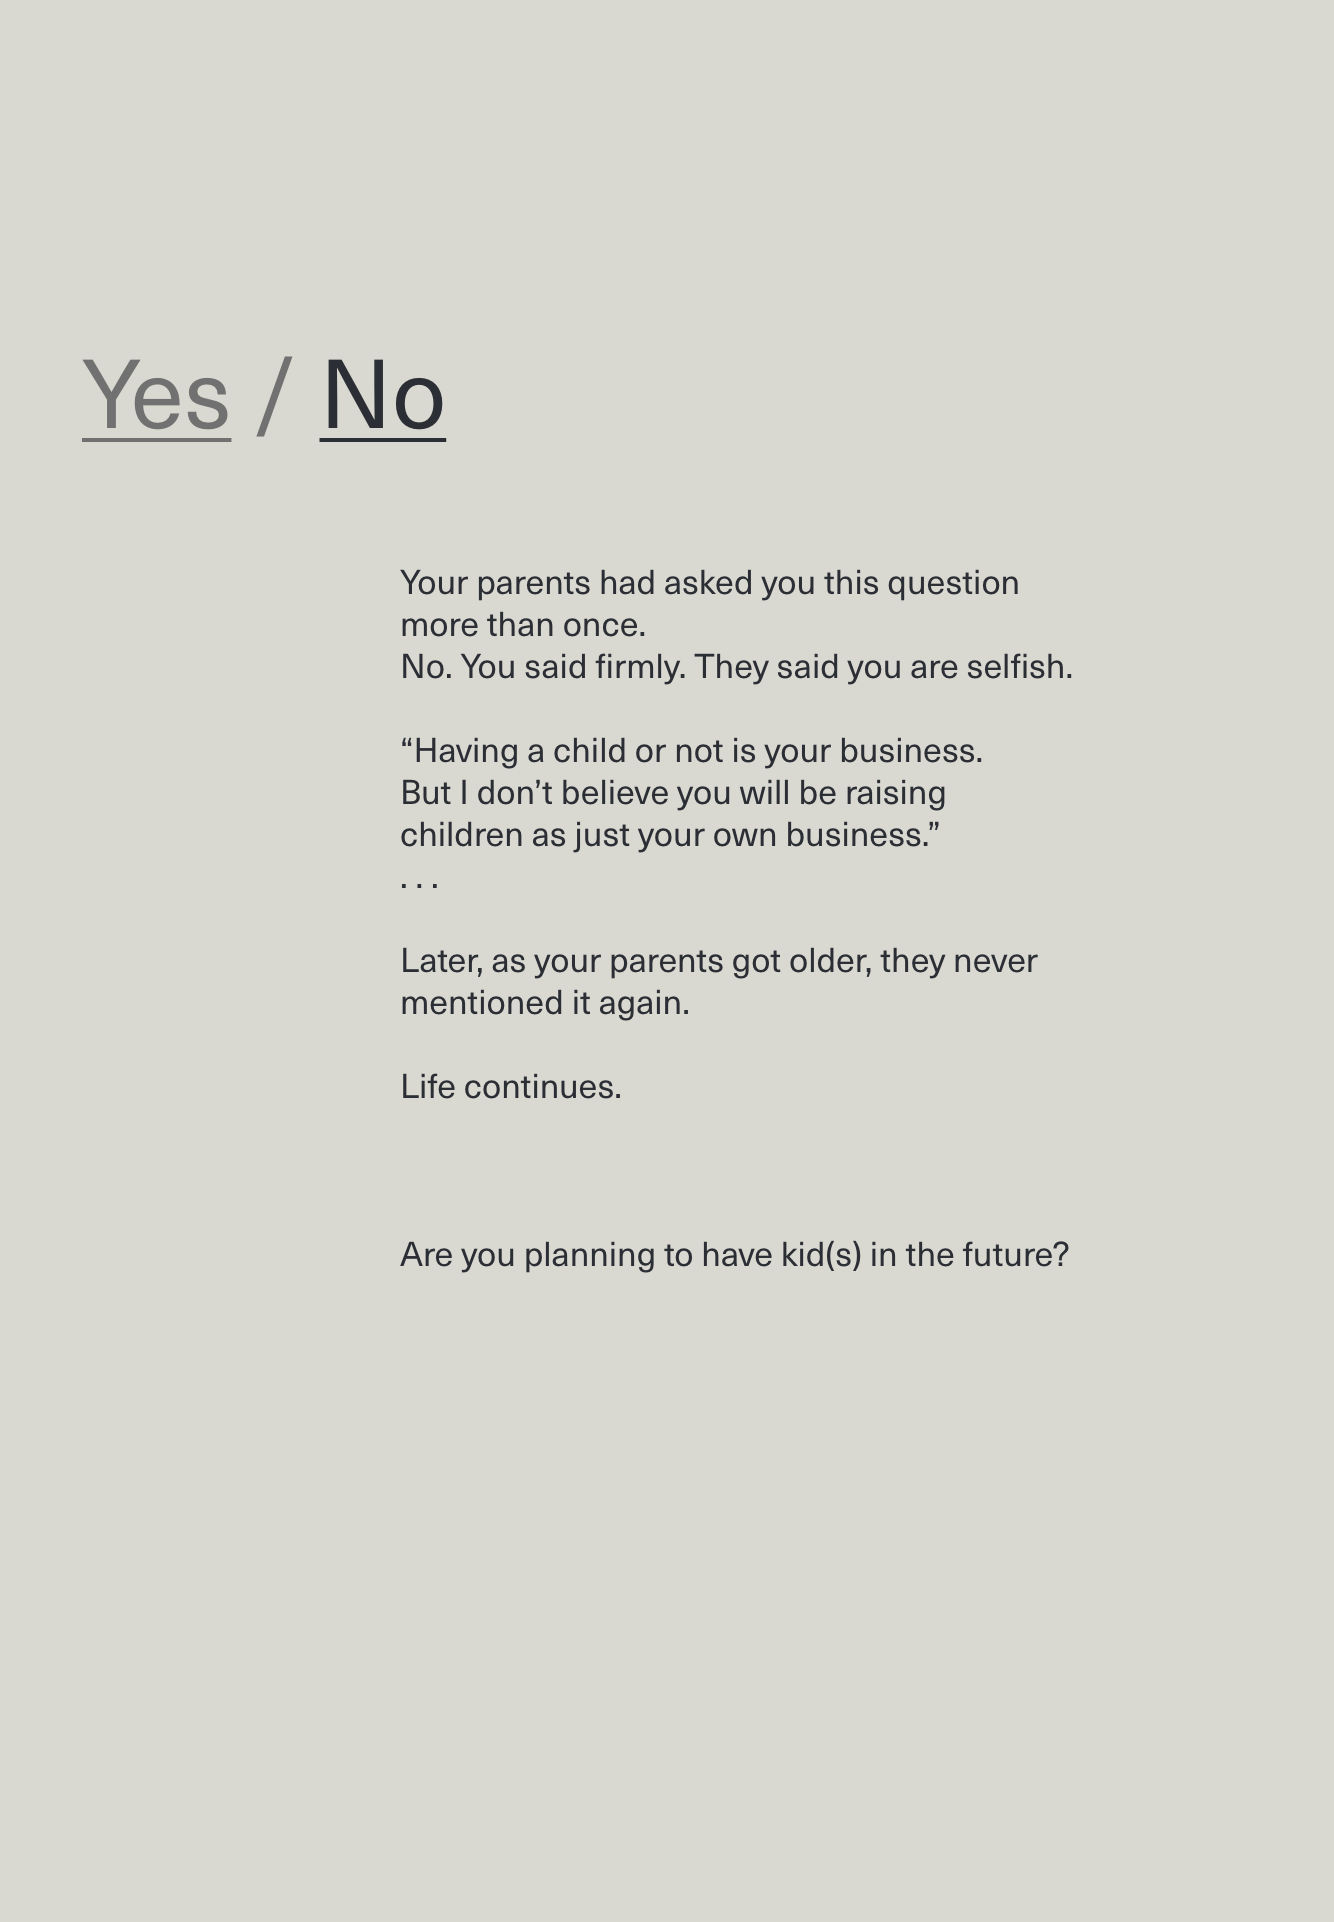 Yes / No
Your parents had asked you this question
more than once.
No. You said firmly. They said you are selfish.
“Having a child or not is your business.
But I don’t believe you will be raising
children as just your own business.”
. . .
Later, as your parents got older, they never
mentioned it again.
Life continues.
Are you planning to have kid(s) in the future?